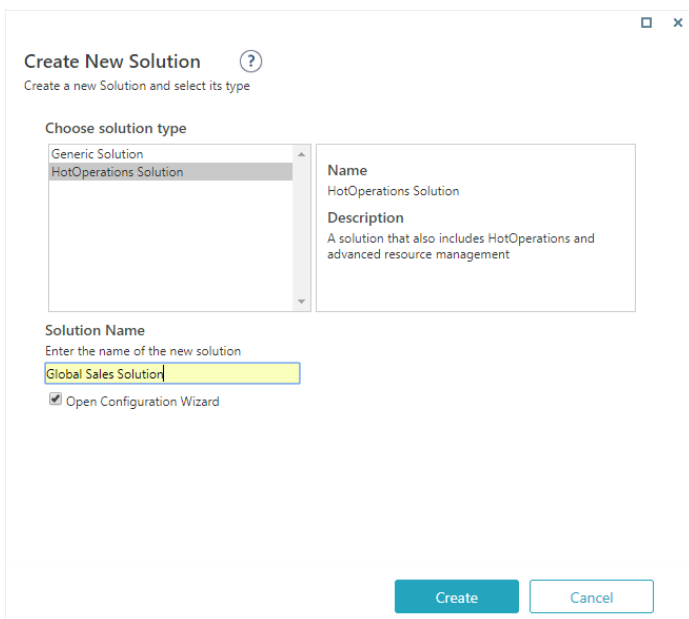 Create New Solution
?
Create a new Solution and select its type
Choose solution type
Generic Solution
HotOperations Solution
Name
HotOperations Solution
Description
A solution that also includes HotOperations and
advanced resource management
Solution Name
Enter the name of the new solution
Global Sales Solution
Open Configuration Wizard
Create
Cancel